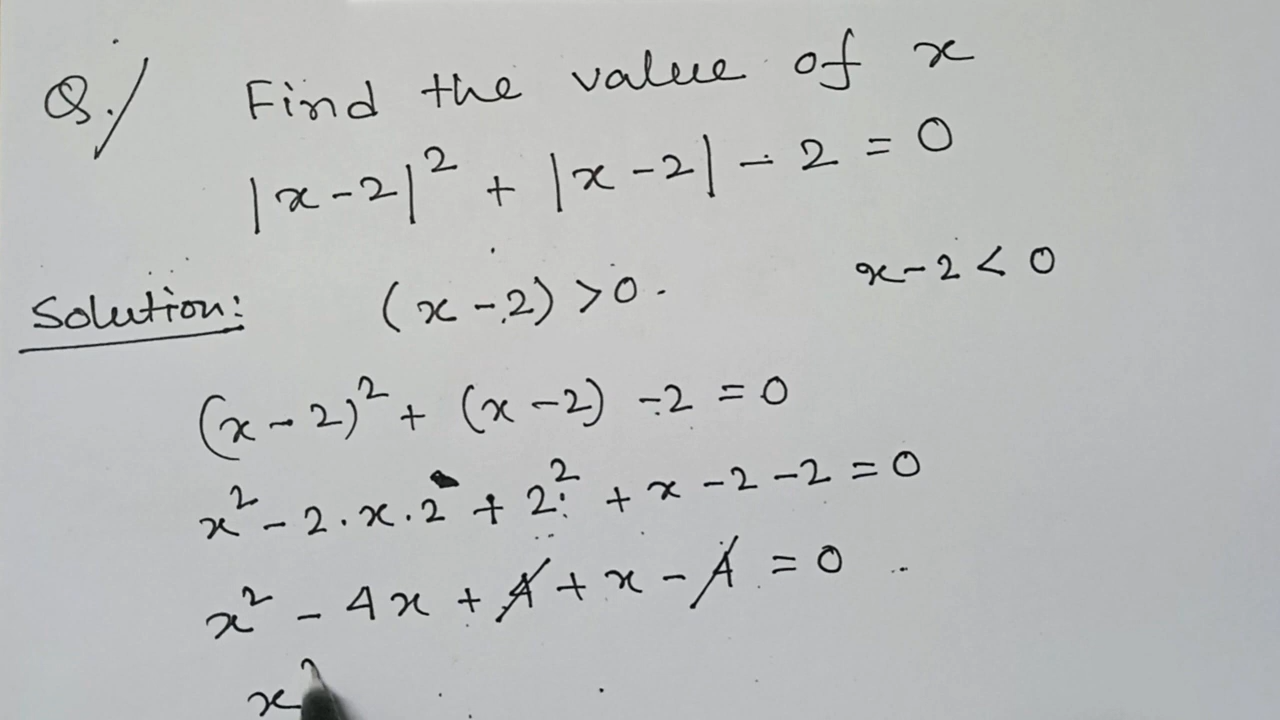 Q./ Find the value of x
|x-2|² + |x-2| - 2 = 0
Solution: (x-2) >0. x-2 < 0
(x-2)² + (x-2) -2 = 0
x² - 2.x.2 + 2² + x -2 -2 = 0
x² - 4x + 4 + x - 4 = 0
x²